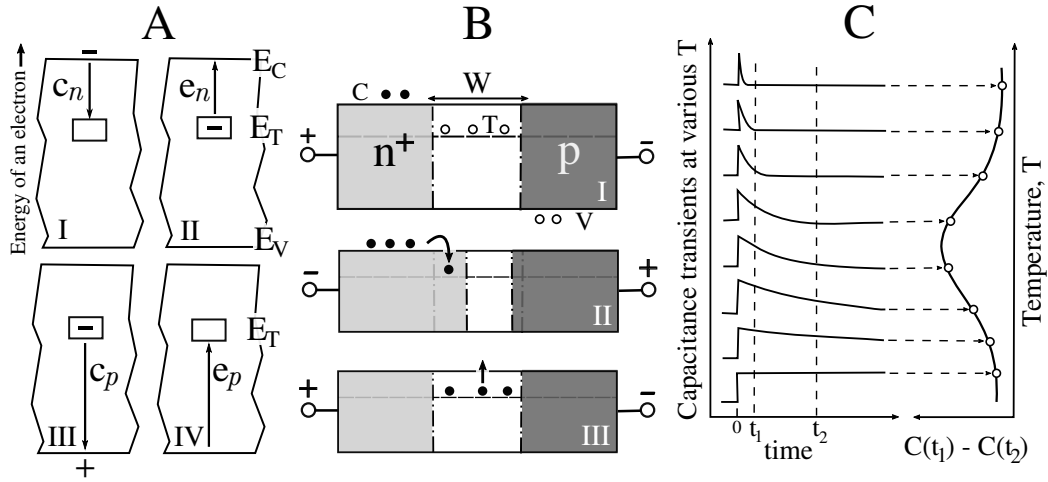 A
Energy of an electron
c_n
I
e_n
II
E_C
E_T
E_V
III
c_p
+
IV
e_p
E_T
B
C
W
T
+
n⁺
p
-
I
V
-
+
II
+
-
III
C
Capacitance transients at various T
0
t₁
t₂
time
Temperature, T
C(t₁) - C(t₂)